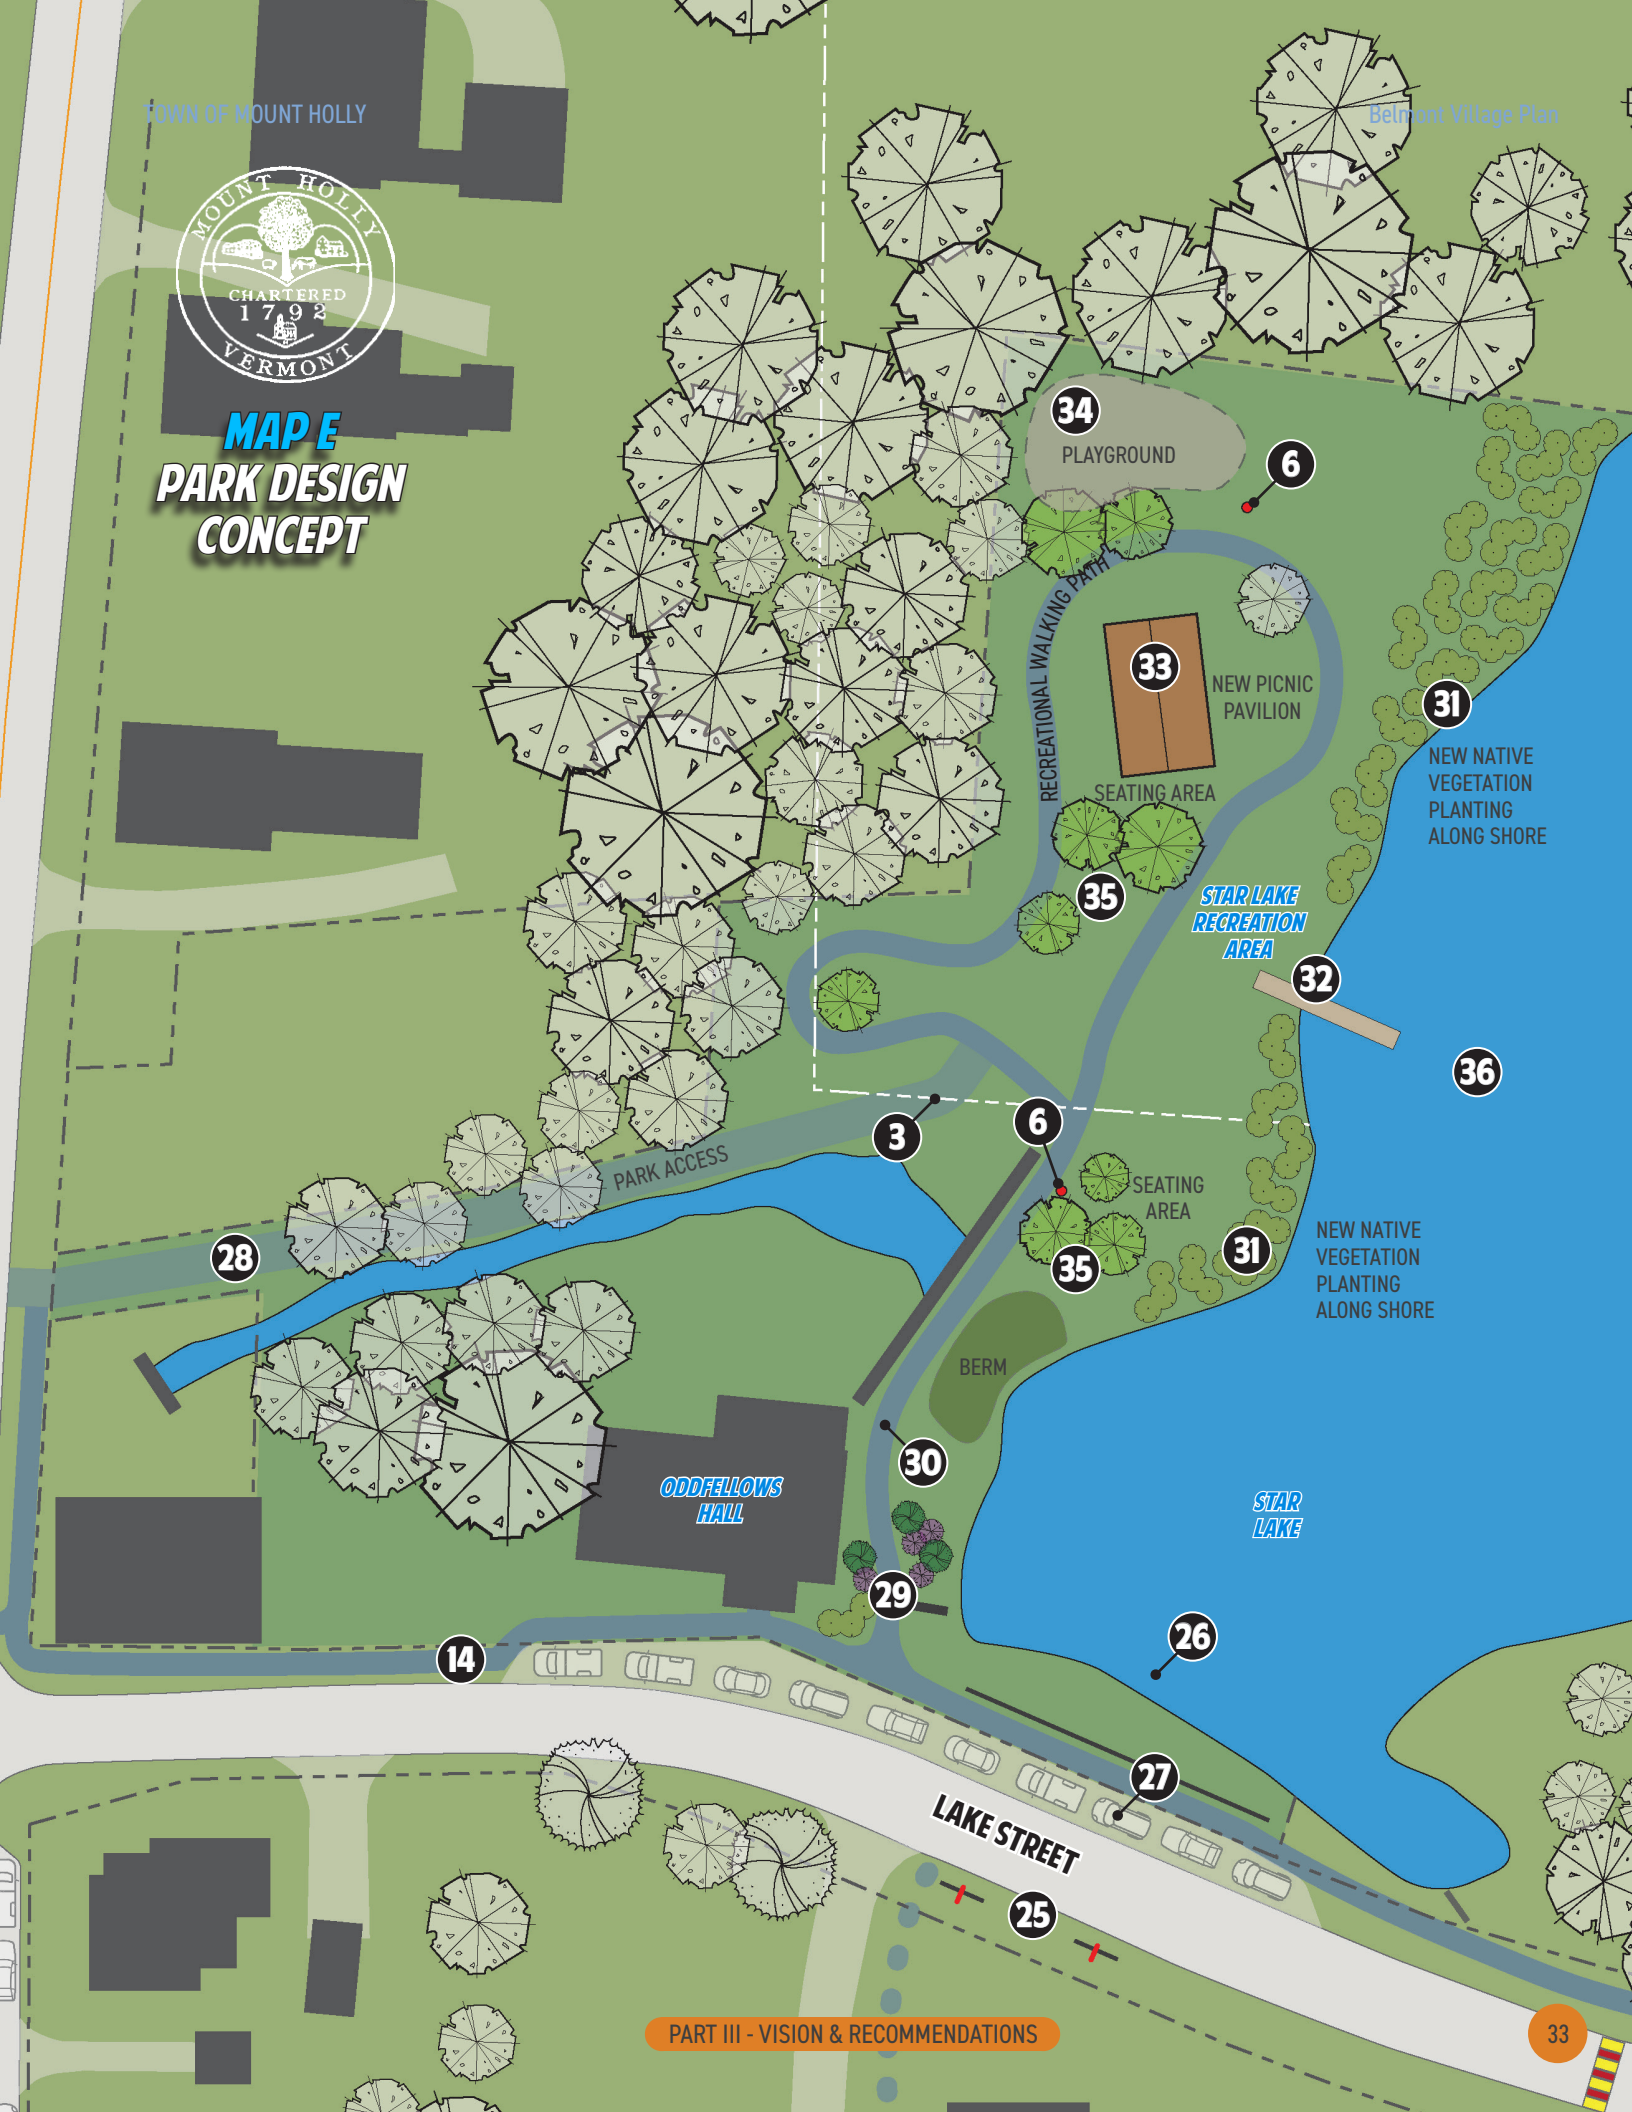 TOWN OF MOUNT HOLLY
Belmont Village Plan
MOUNT HOLLY
CHARTERED
1792
VERMONT
MAP E
PARK DESIGN
CONCEPT
34
PLAYGROUND
6
RECREATIONAL WALKING PATH
33
NEW PICNIC
PAVILION
31
NEW NATIVE
VEGETATION
PLANTING
ALONG SHORE
SEATING AREA
35
STAR LAKE
RECREATION
AREA
32
36
3
6
PARK ACCESS
SEATING
AREA
28
35
31
NEW NATIVE
VEGETATION
PLANTING
ALONG SHORE
BERM
30
ODDFELLOWS
HALL
STAR
LAKE
29
26
14
27
LAKE STREET
25
PART III - VISION & RECOMMENDATIONS
33